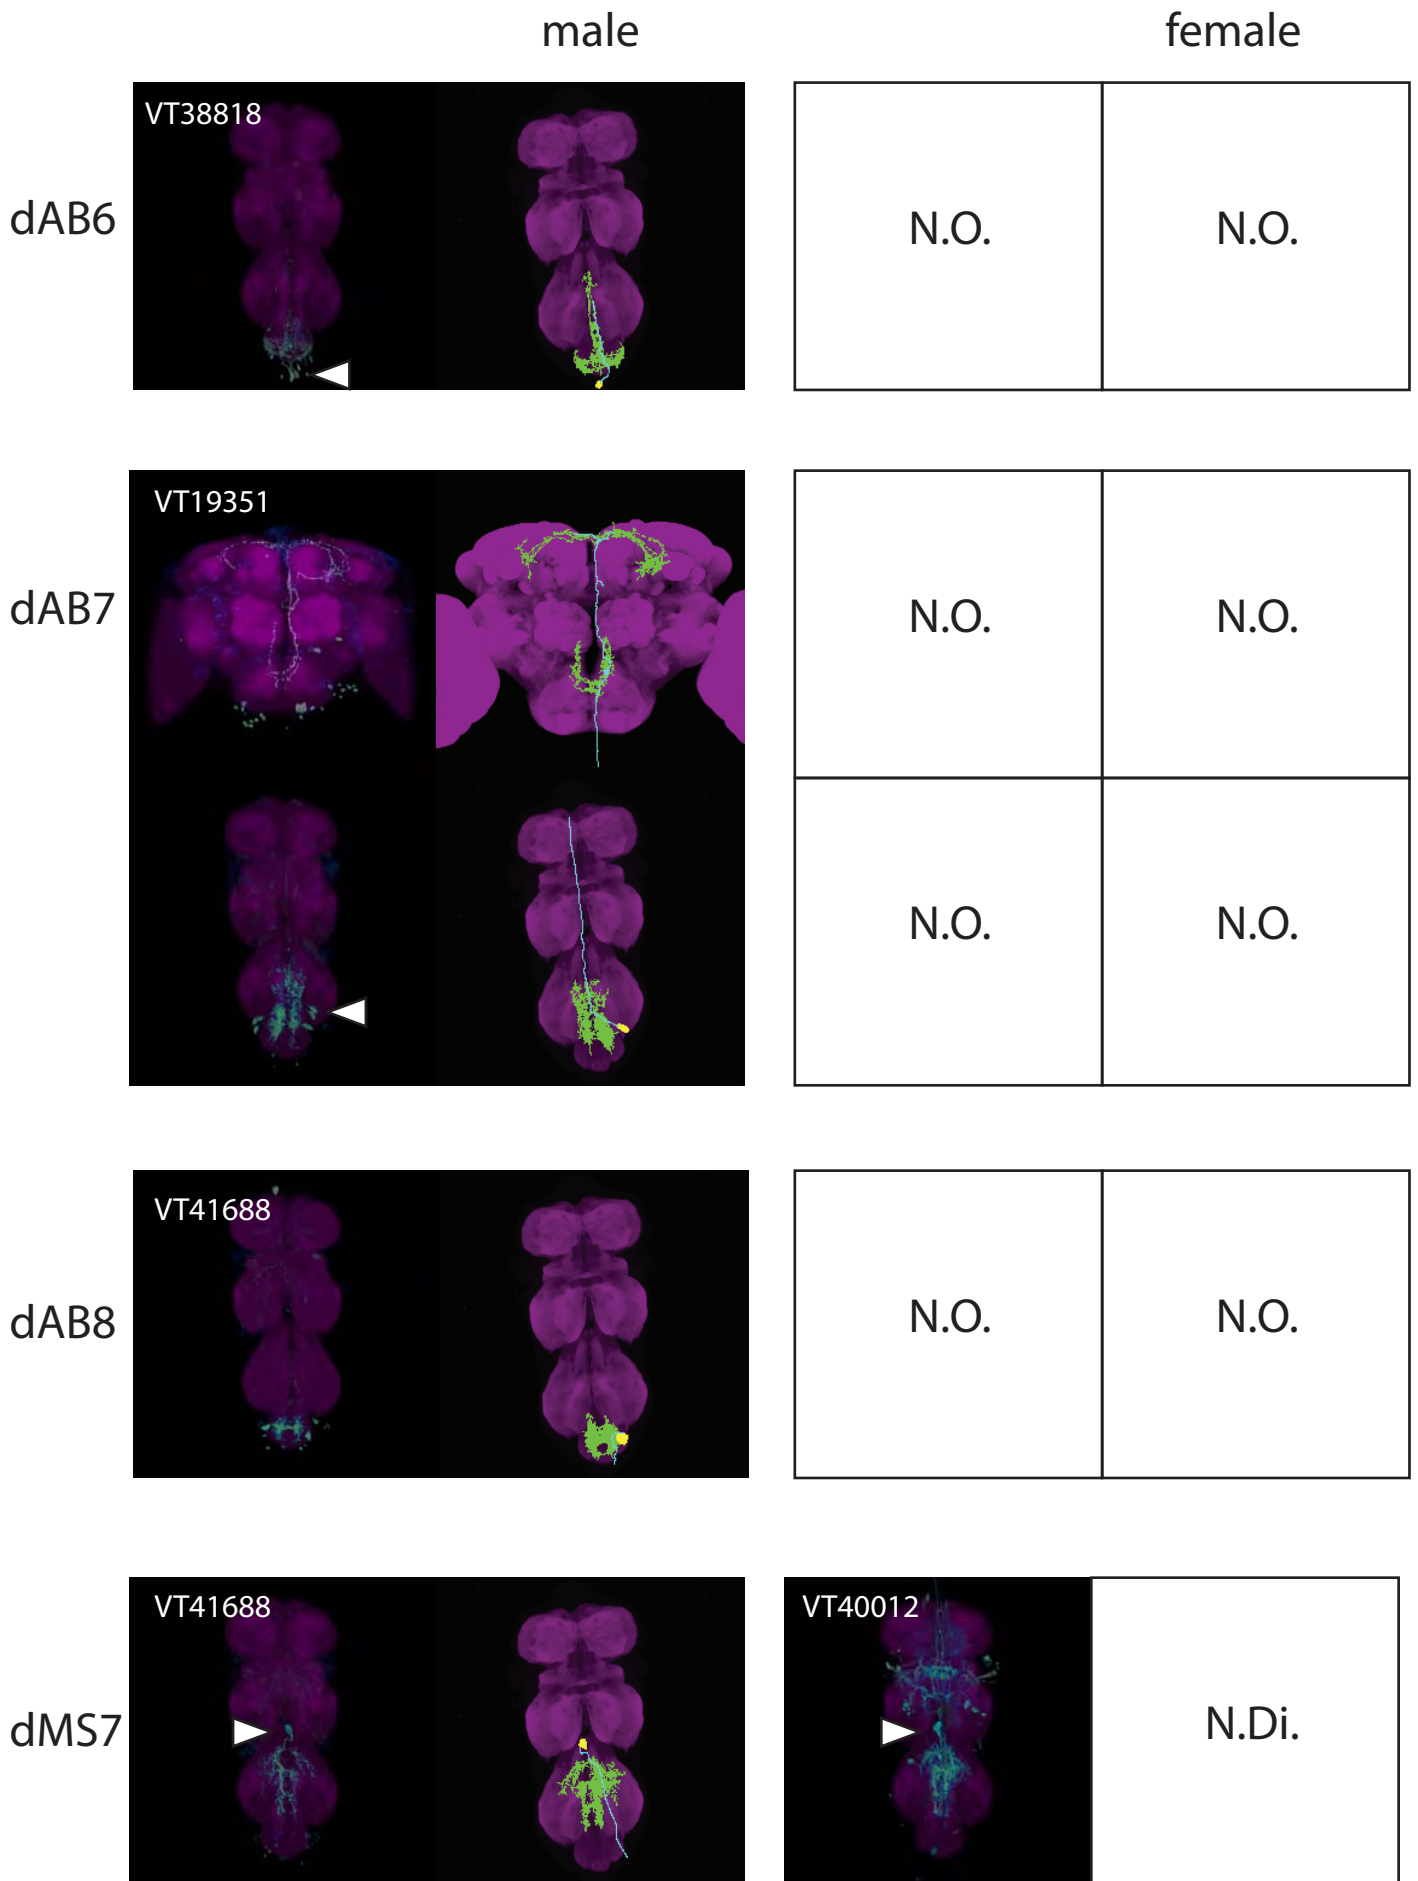 male female
VT38818
dAB6 N.O. N.O.
VT19351
dAB7 N.O. N.O.
N.O. N.O.
VT41688
dAB8 N.O. N.O.
VT41688 VT40012
dMS7 N.Di.